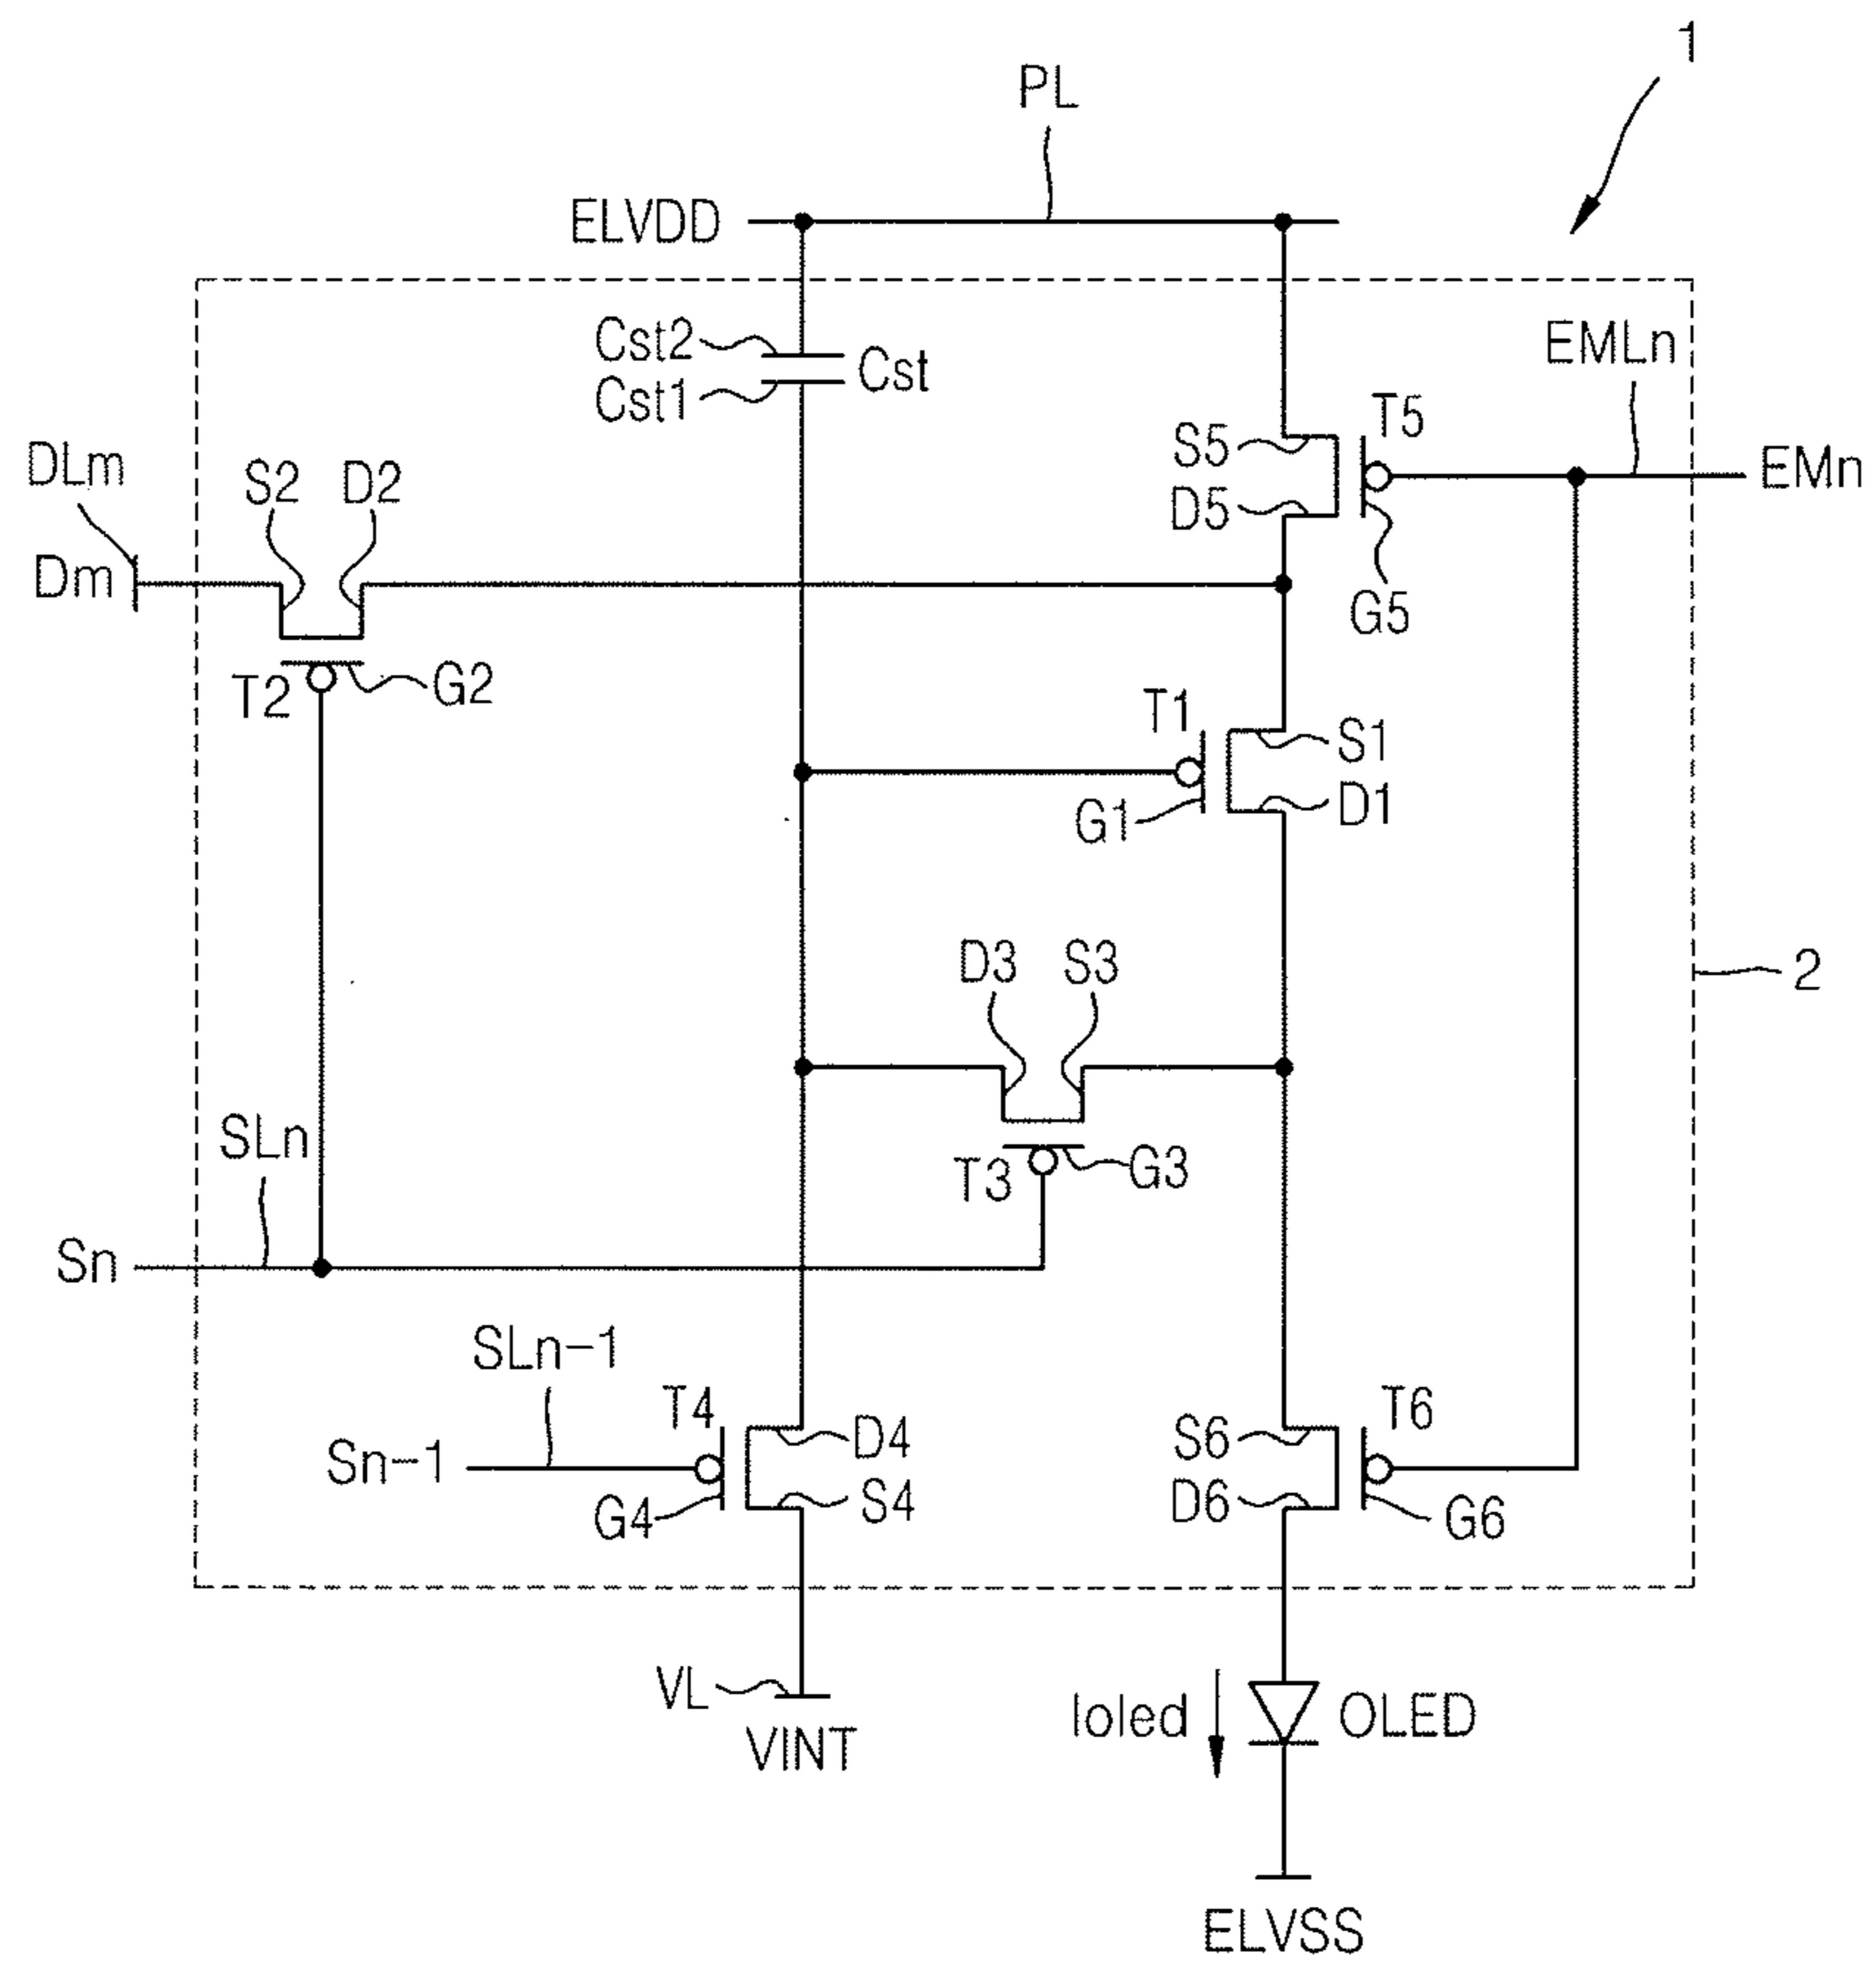 1
PL
ELVDD
Cst2
Cst
Cst1
EMLn
T5
S5
EMn
D5
G5
DLm
S2
D2
Dm
T2
G2
T1
S1
G1
D1
D3
S3
2
SLn
T3
G3
Sn
SLn-1
T4
D4
S6
T6
Sn-1
G4
S4
D6
G6
VL
VINT
Ioled
OLED
ELVSS